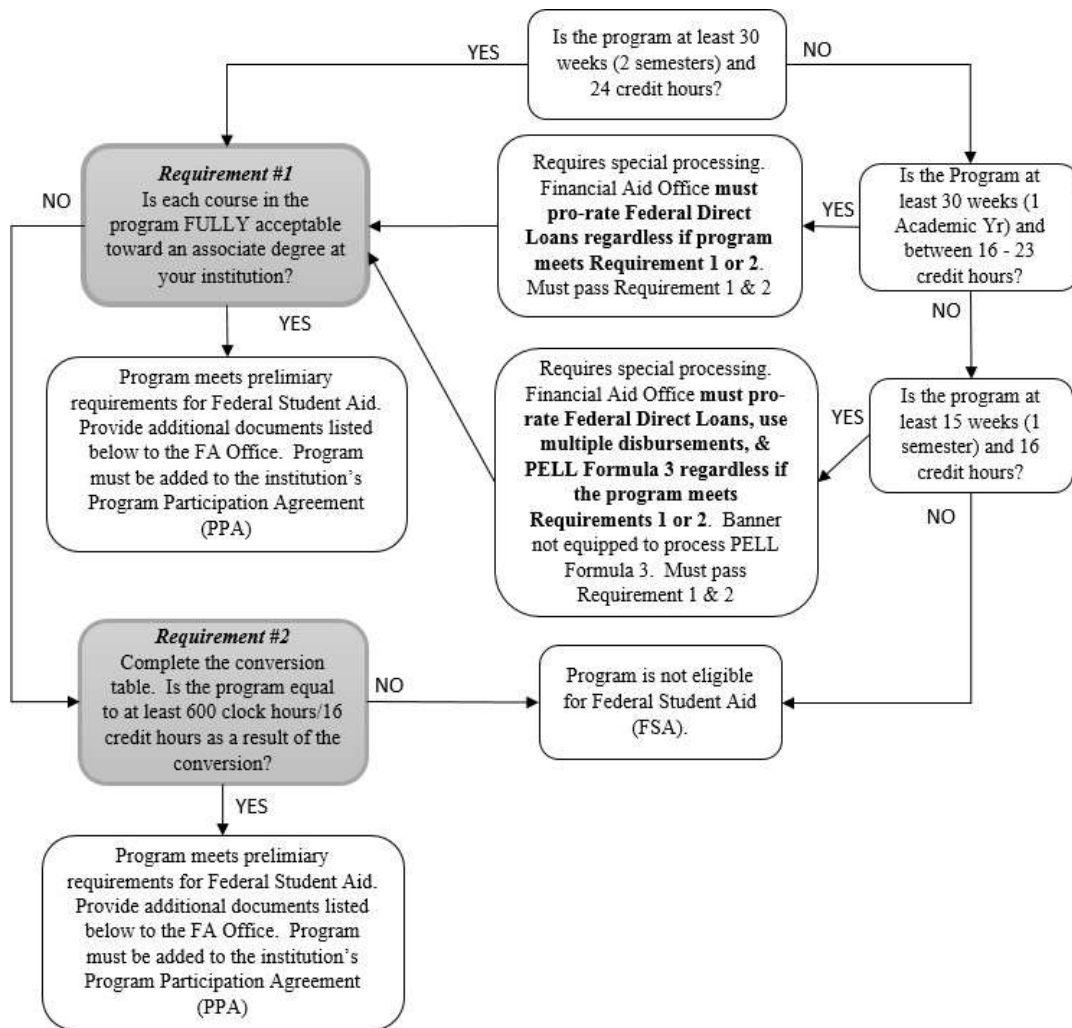 Is the program at least 30
weeks (2 semesters) and
24 credit hours?
YES
NO
Requirement #1
Is each course in the
program FULLY acceptable
toward an associate degree at
your institution?
NO
Requires special processing.
Financial Aid Office must
pro-rate Federal Direct
Loans regardless if program
meets Requirement 1 or 2.
Must pass Requirement 1 & 2
YES
Is the Program at
least 30 weeks (1
Academic Yr) and
between 16 - 23
credit hours?
YES
NO
Program meets prelimiary
requirements for Federal Student Aid.
Provide additional documents listed
below to the FA Office. Program
must be added to the institution's
Program Participation Agreement
(PPA)
Requires special processing.
Financial Aid Office must pro-
rate Federal Direct Loans, use
multiple disbursements, &
PELL Formula 3 regardless if
the program meets
Requirements 1 or 2. Banner
not equipped to process PELL
Formula 3. Must pass
Requirement 1 & 2
YES
Is the program at
least 15 weeks (1
semester) and 16
credit hours?
NO
Requirement #2
Complete the conversion
table. Is the program equal
to at least 600 clock hours/16
credit hours as a result of the
conversion?
NO
Program is not eligible
for Federal Student Aid
(FSA).
YES
Program meets prelimiary
requirements for Federal Student Aid.
Provide additional documents listed
below to the FA Office. Program
must be added to the institution's
Program Participation Agreement
(PPA)